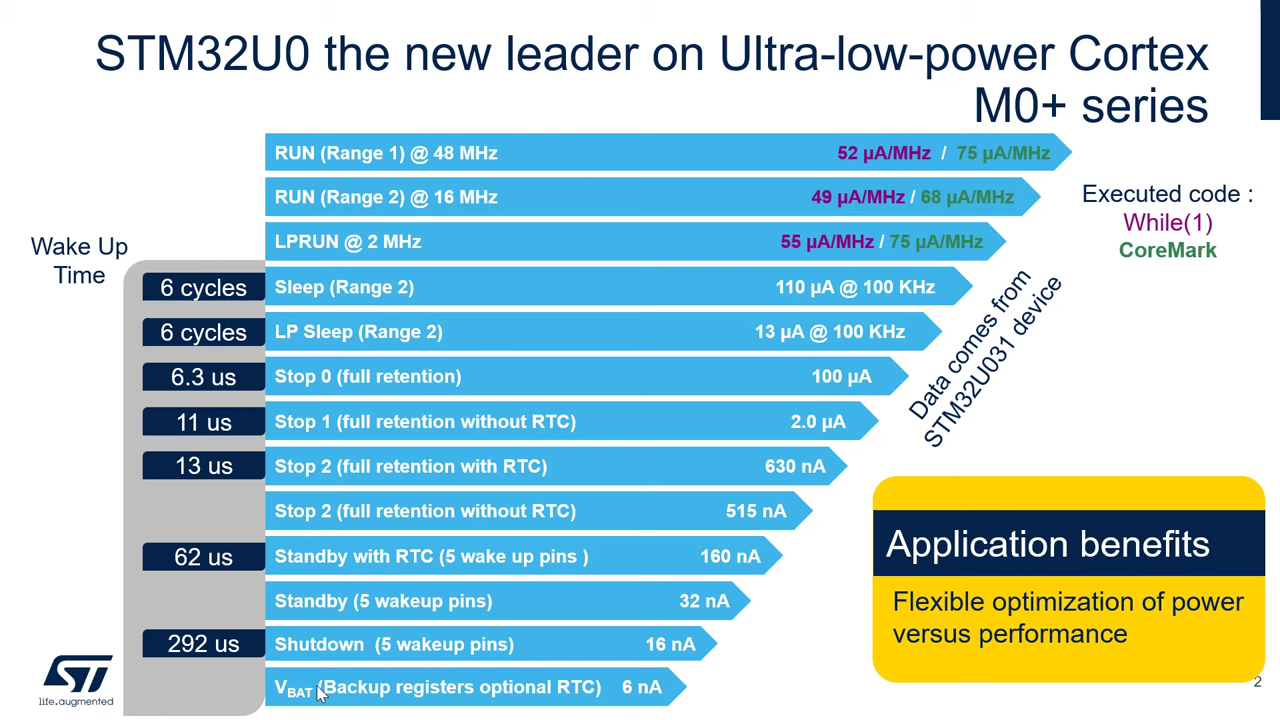 STM32U0 the new leader on Ultra-low-power Cortex
M0+ series
RUN (Range 1) @ 48 MHz 52 µA/MHz / 75 µA/MHz
RUN (Range 2) @ 16 MHz 49 µA/MHz / 68 µA/MHz
LPRUN @ 2 MHz 55 µA/MHz / 75 µA/MHz
Executed code :
While(1)
CoreMark
Wake Up
Time
6 cycles Sleep (Range 2) 110 µA @ 100 KHz
6 cycles LP Sleep (Range 2) 13 µA @ 100 KHz
6.3 us Stop 0 (full retention) 100 µA
11 us Stop 1 (full retention without RTC) 2.0 µA
13 us Stop 2 (full retention with RTC) 630 nA
Stop 2 (full retention without RTC) 515 nA
62 us Standby with RTC (5 wake up pins ) 160 nA
Standby (5 wakeup pins) 32 nA
292 us Shutdown (5 wakeup pins) 16 nA
VBAT (Backup registers optional RTC) 6 nA
Data comes from
STM32U031 device
Application benefits
Flexible optimization of power
versus performance
ST
life.augmented
2